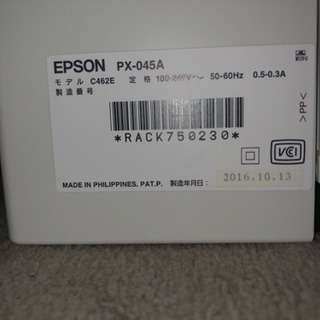 EPSON PX-045A
モデル C462E 定格 100-240V～ 50-60Hz 0.5-0.3A
製造番号
*RACK750230*
VCI
>PP<
MADE IN PHILIPPINES. PAT.P. 製造年月日: 2016.10.13